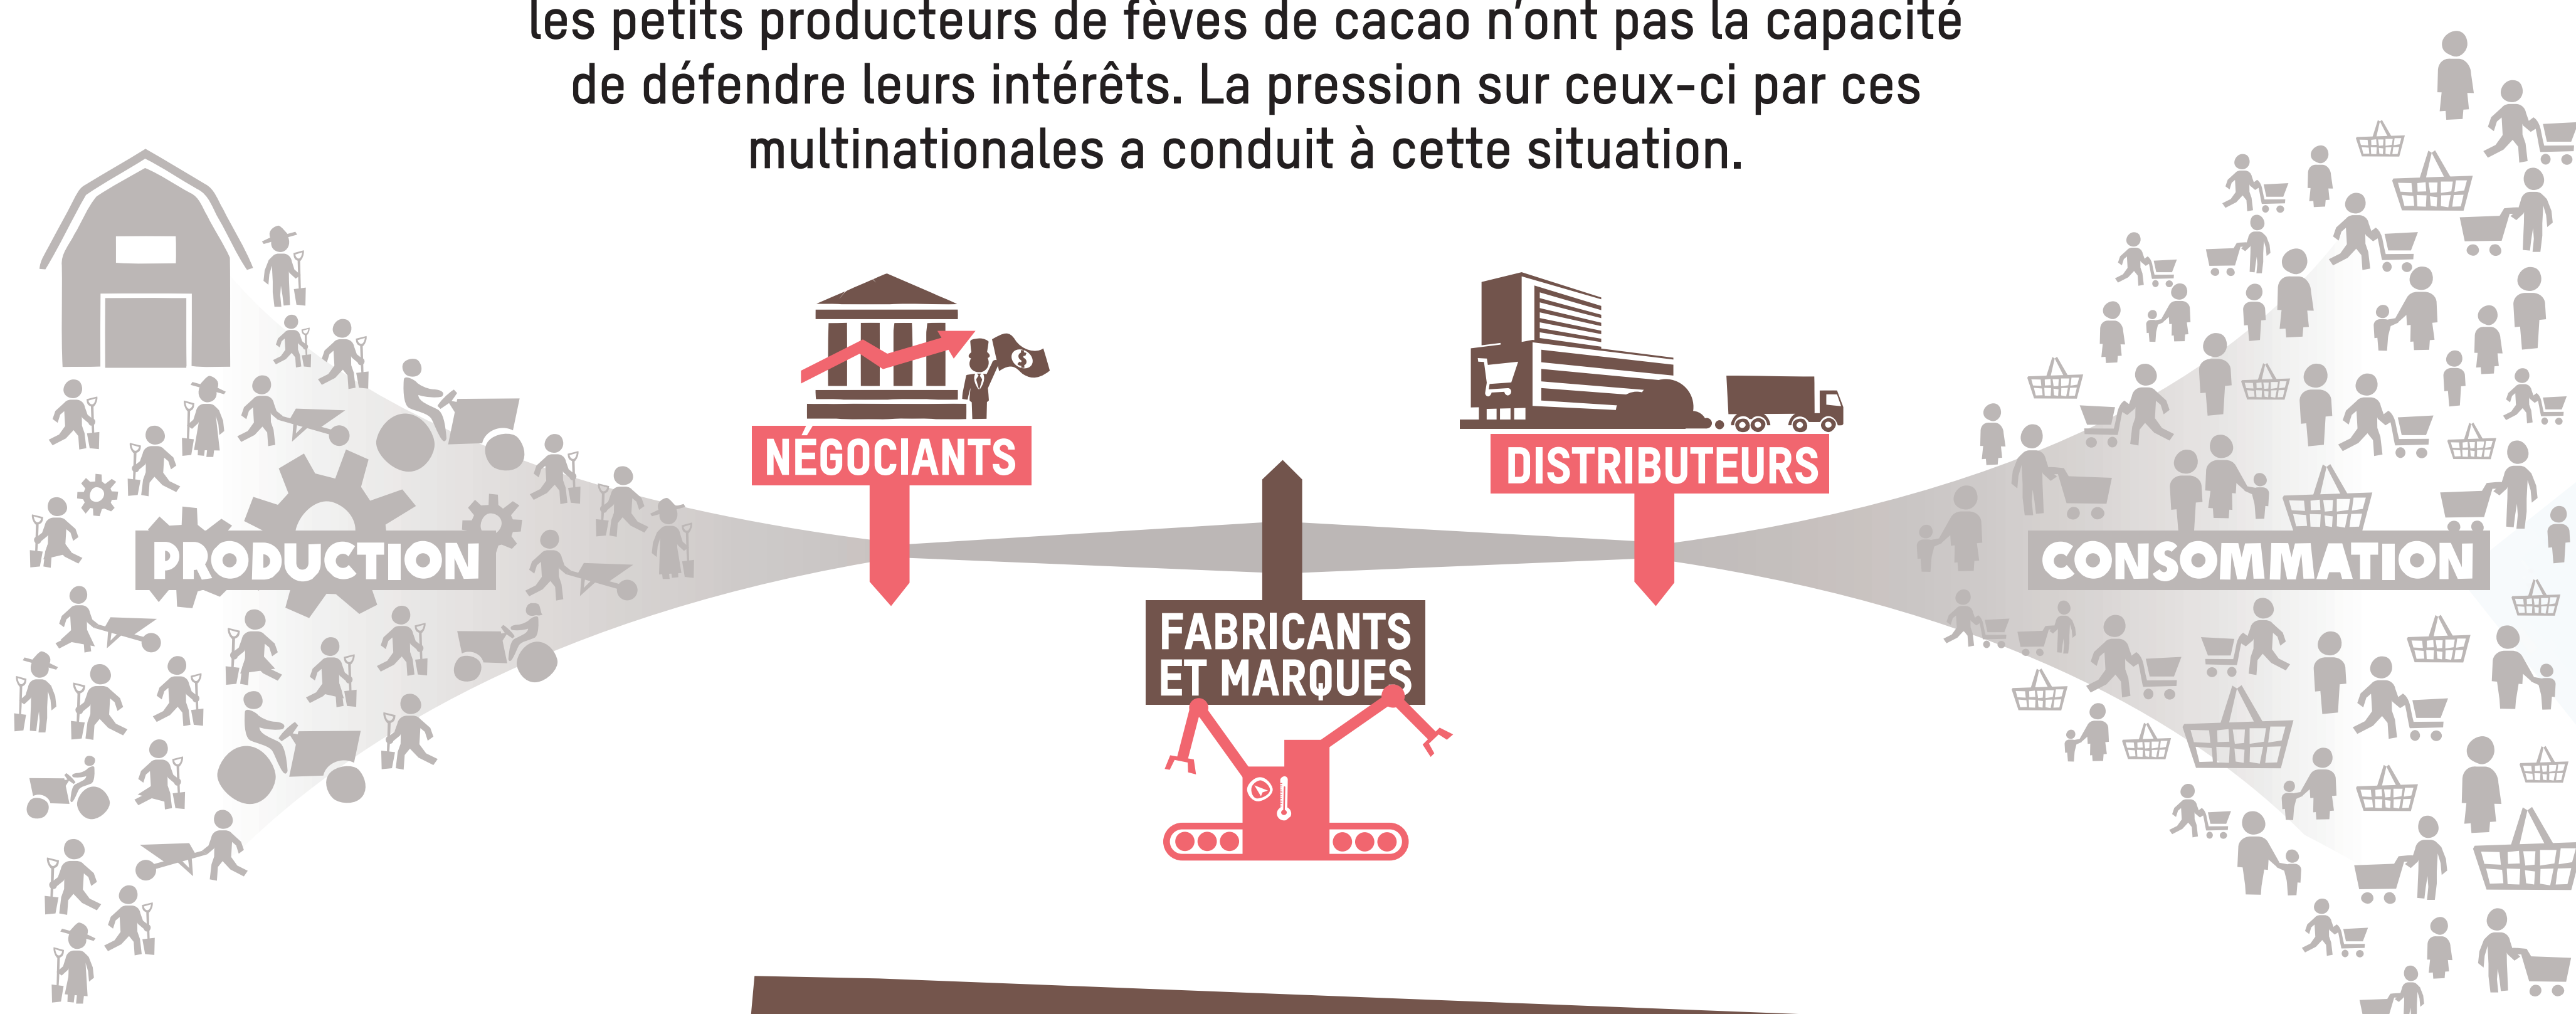 les petits producteurs de fèves de cacao n'ont pas la capacité
de défendre leurs intérêts. La pression sur ceux-ci par ces
multinationales a conduit à cette situation.
NÉGOCIANTS
DISTRIBUTEURS
PRODUCTION
CONSOMMATION
FABRICANTS
ET MARQUES
$